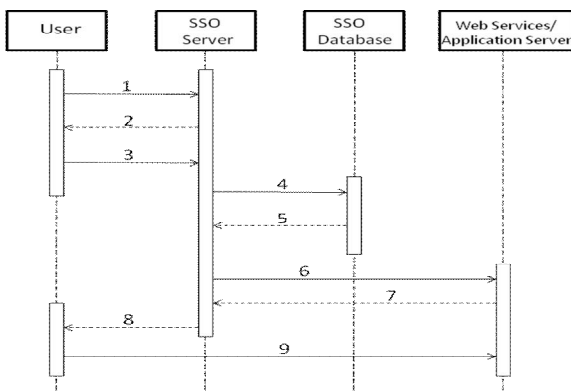 User
SSO
Server
SSO
Database
Web Services/
Application Server
1
2
3
4
5
6
7
8
9